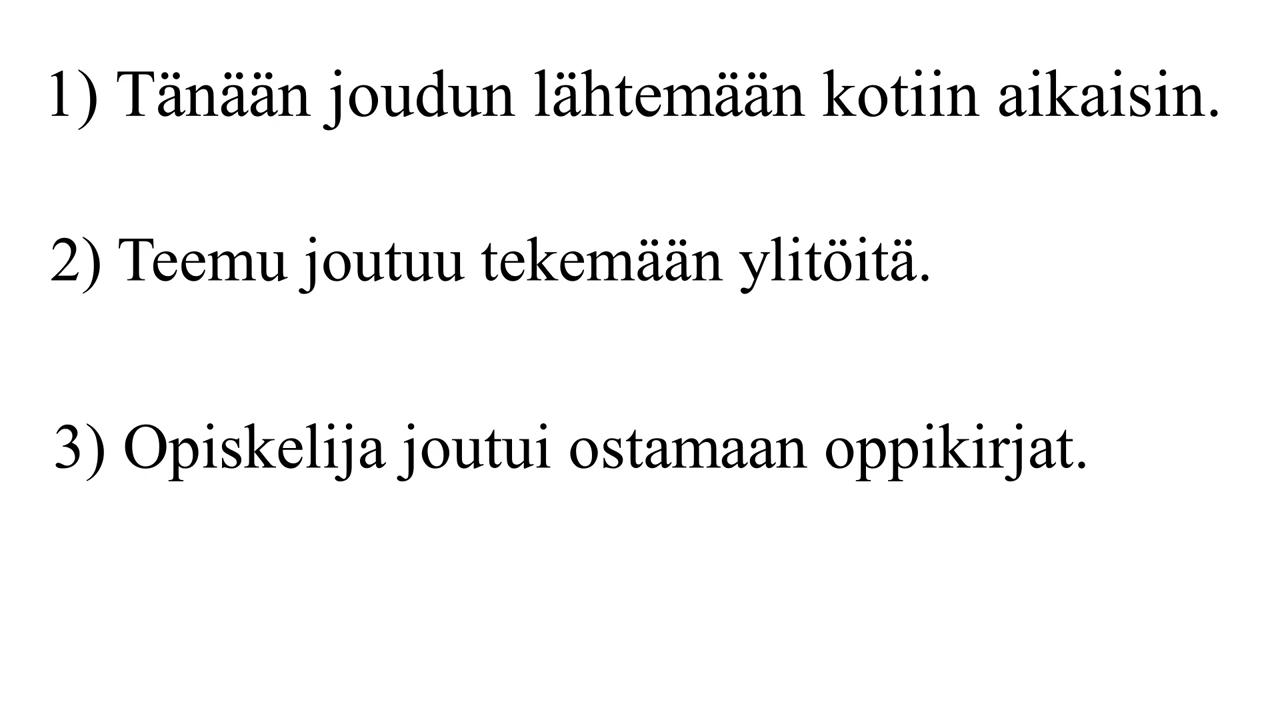 1) Tänään joudun lähtemään kotiin aikaisin.
2) Teemu joutuu tekemään ylitöitä.
3) Opiskelija joutui ostamaan oppikirjat.